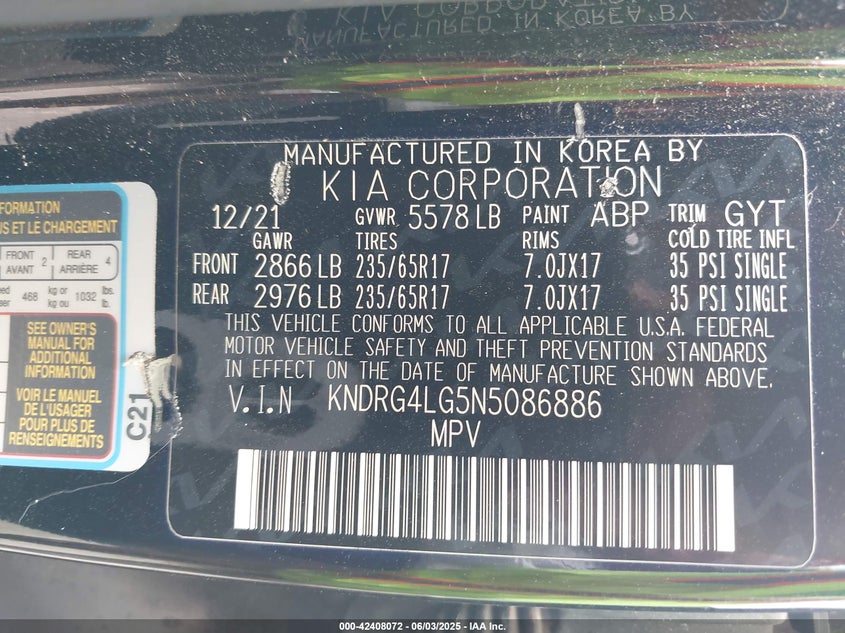 MANUFACTURED IN KOREA BY
KIA CORPORATION
12/21 GVWR 5578 LB PAINT ABP TRIM GYT
GAWR TIRES RIMS COLD TIRE INFL
FRONT 2866 LB 235/65R17 7.0JX17 35 PSI SINGLE
REAR 2976 LB 235/65R17 7.0JX17 35 PSI SINGLE
THIS VEHICLE CONFORMS TO ALL APPLICABLE U.S.A. FEDERAL
MOTOR VEHICLE SAFETY AND THEFT PREVENTION STANDARDS
IN EFFECT ON THE DATE OF MANUFACTURE SHOWN ABOVE.
V.I.N KNDRG4LG5N5086886
MPV
FORMATION
US ET LE CHARGEMENT
FRONT
AVANT 2
REAR
ARRIÈRE 4
468 kg or
kg ou 1032 lbs.
lb.
SEE OWNER'S
MANUAL FOR
ADDITIONAL
INFORMATION
VOIR LE MANUEL
DE L'USAGER
POUR PLUS DE
RENSEIGNEMENTS
C21
000-42408072 - 06/03/2025 - IAA Inc.